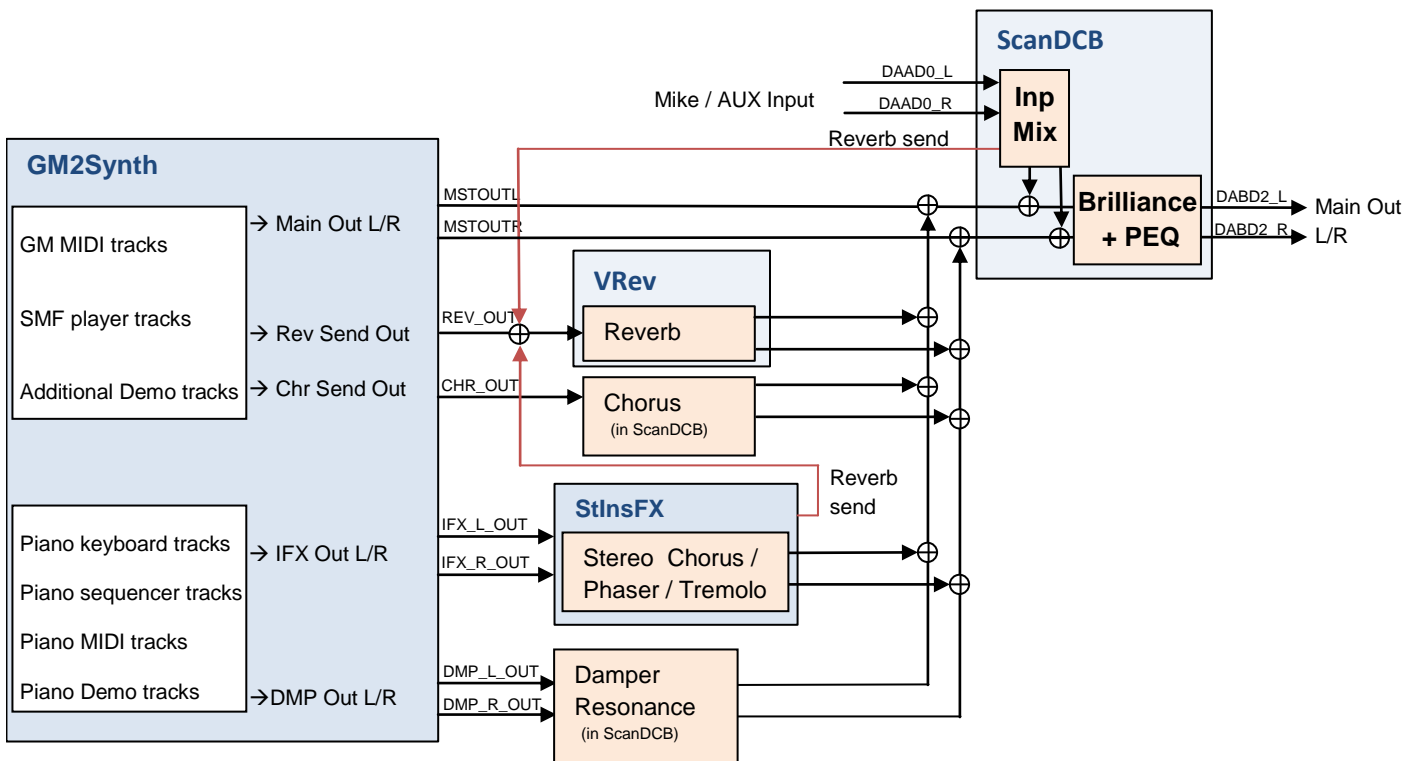 ScanDCB
DAAD0_L
Mike / AUX Input
DAAD0_R
Inp
Mix
Reverb send
GM2Synth
MSTOUTL
MSTOUTR
→ Main Out L/R
GM MIDI tracks
SMF player tracks
Additional Demo tracks
Brilliance
+ PEQ
DABD2_L
DABD2_R
Main Out
L/R
VRev
Reverb
REV_OUT
→ Rev Send Out
CHR_OUT
→ Chr Send Out
Chorus
(in ScanDCB)
Reverb
send
StInsFX
IFX_L_OUT
IFX_R_OUT
→ IFX Out L/R
Stereo Chorus /
Phaser / Tremolo
Piano keyboard tracks
Piano sequencer tracks
Piano MIDI tracks
Piano Demo tracks
→DMP Out L/R
DMP_L_OUT
DMP_R_OUT
Damper
Resonance
(in ScanDCB)